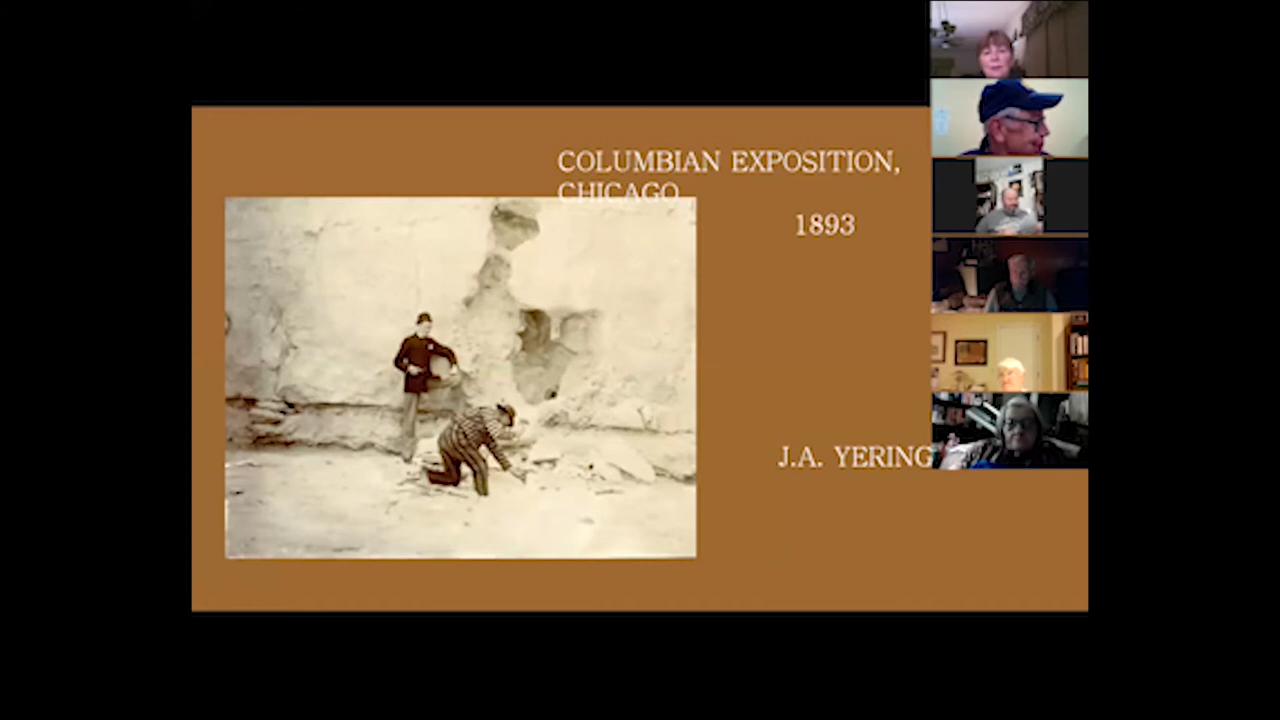 COLUMBIAN EXPOSITION,
CHICAGO
1893
J.A. YERING